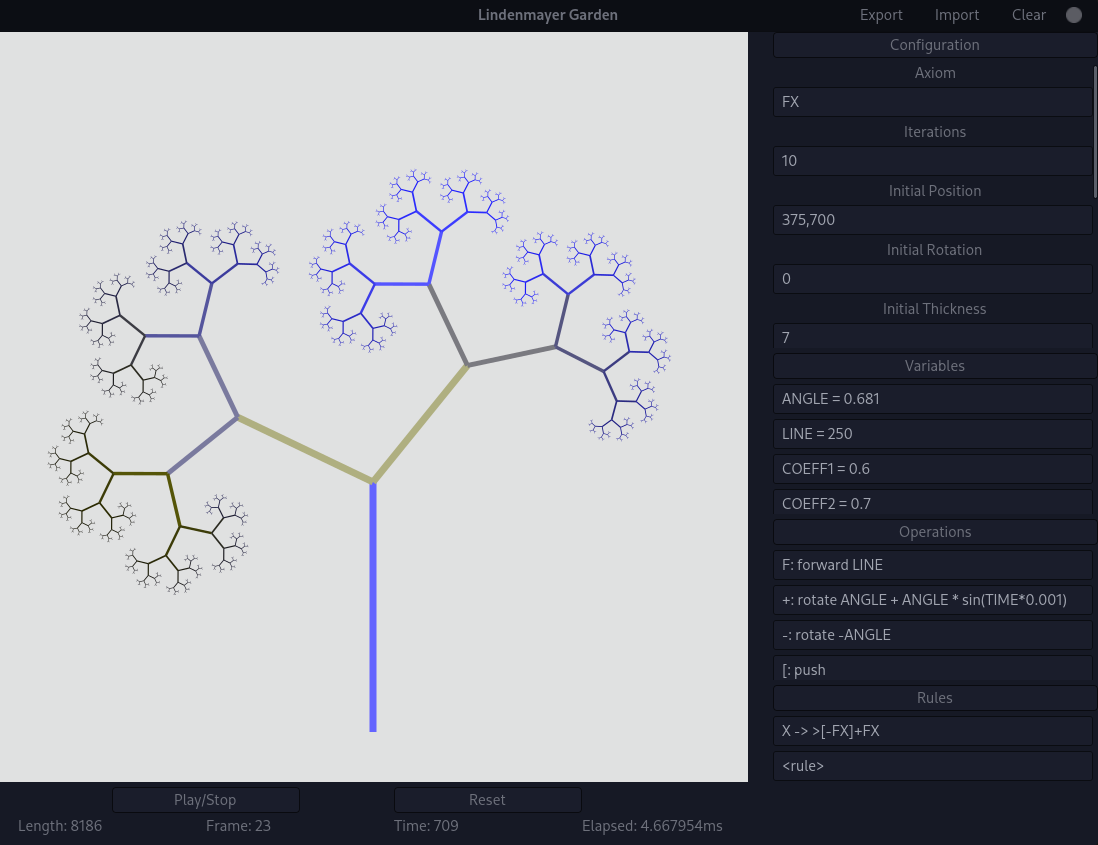 Lindenmayer Garden
Export Import Clear
Configuration
Axiom
FX
Iterations
10
Initial Position
375,700
Initial Rotation
0
Initial Thickness
7
Variables
ANGLE = 0.681
LINE = 250
COEFF1 = 0.6
COEFF2 = 0.7
Operations
F: forward LINE
+: rotate ANGLE + ANGLE * sin(TIME*0.001)
-: rotate -ANGLE
[: push
Rules
X -> >[-FX]+FX
<rule>
Play/Stop Reset
Length: 8186 Frame: 23 Time: 709 Elapsed: 4.667954ms